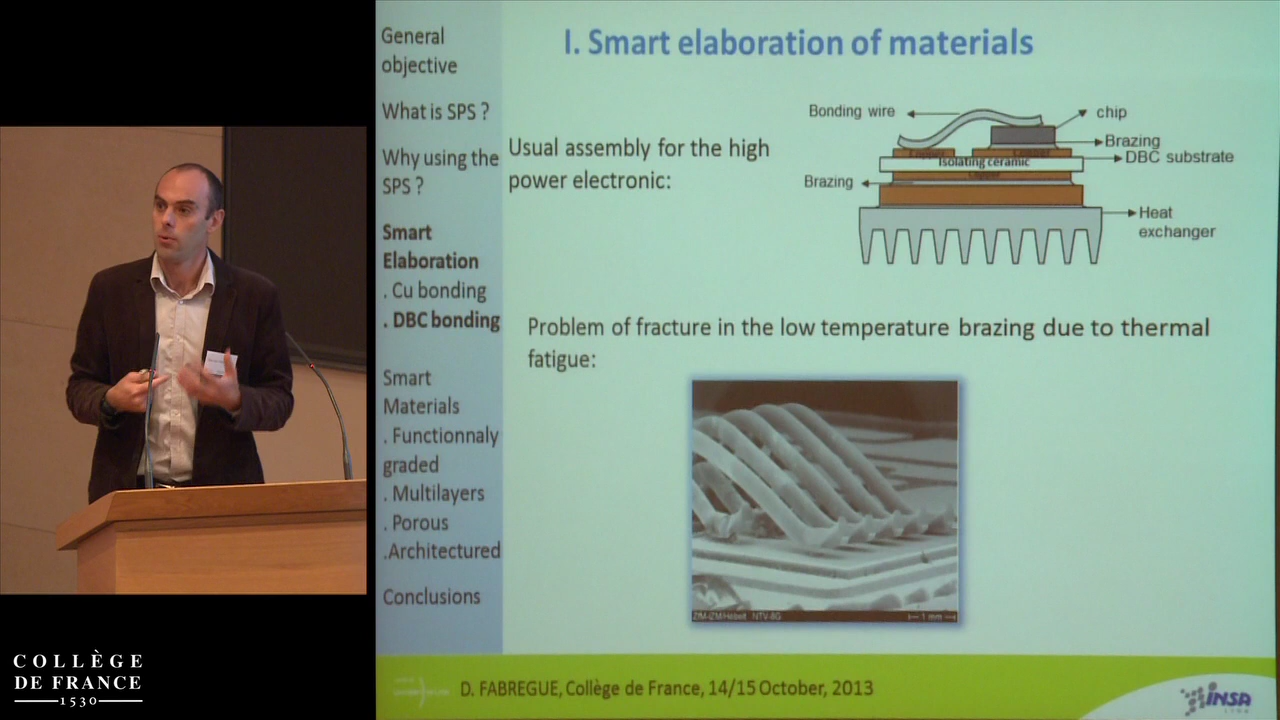 General
objective
What is SPS ?
Why using the
SPS ?
Smart
Elaboration
. Cu bonding
. DBC bonding
Smart
Materials
. Functionnaly
graded
. Multilayers
. Porous
.Architectured
Conclusions
I. Smart elaboration of materials
Usual assembly for the high
power electronic:
Bonding wire
chip
Brazing
DBC substrate
Isolating ceramic
Copper
Brazing
Heat
exchanger
Problem of fracture in the low temperature brazing due to thermal
fatigue:
1 mm
D. FABREGUE, Collège de France, 14/15 October, 2013
INSA
COLLÈGE
DE FRANCE
1530